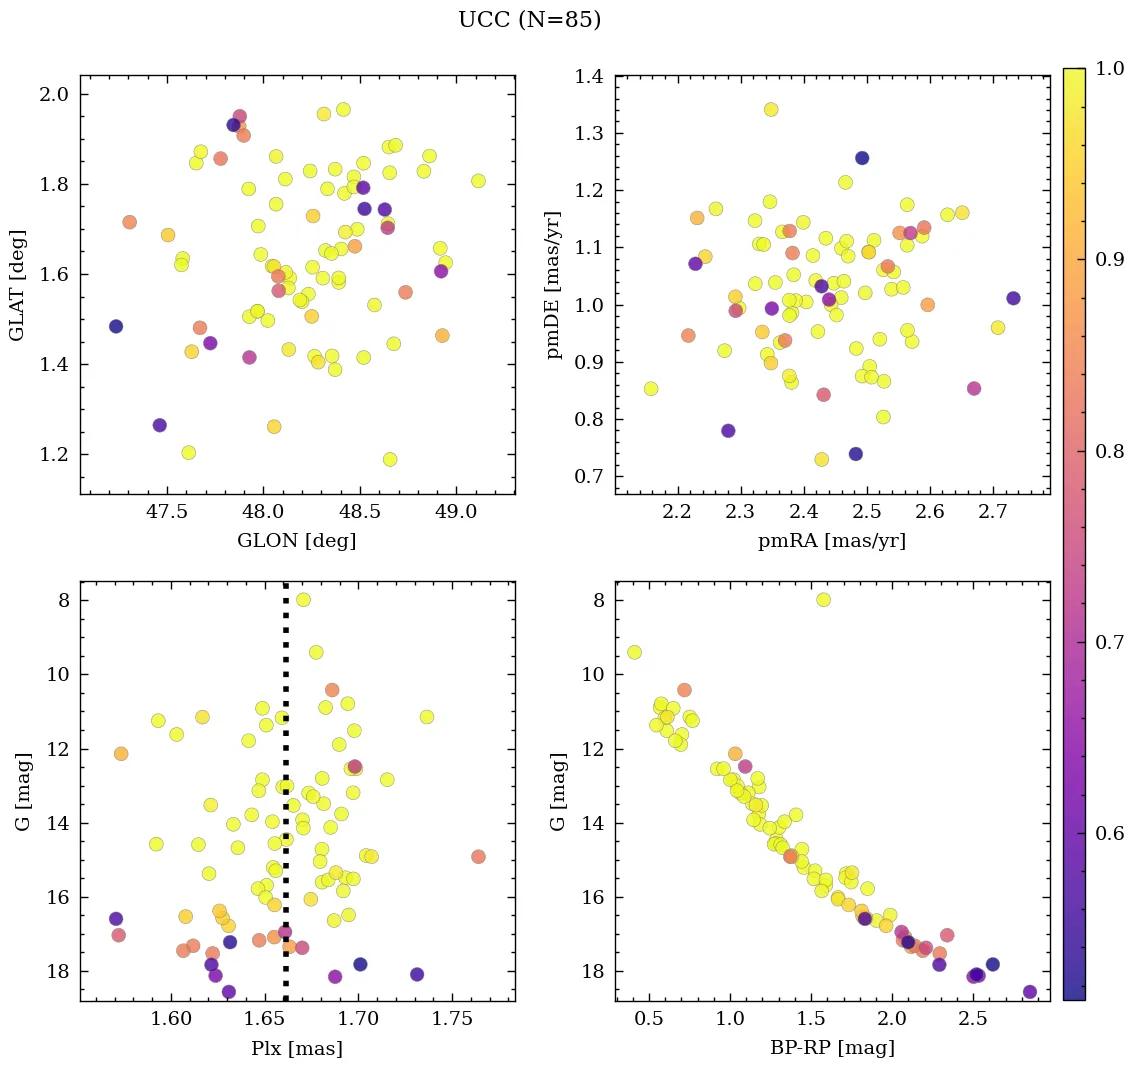 UCC (N=85)
2.0
1.8
1.6
1.4
1.2
GLAT [deg]
47.5 48.0 48.5 49.0
GLON [deg]
1.4
1.3
1.2
1.1
1.0
0.9
0.8
0.7
pmDE [mas/yr]
2.2 2.3 2.4 2.5 2.6 2.7
pmRA [mas/yr]
8
10
12
14
16
18
G [mag]
1.60 1.65 1.70 1.75
Plx [mas]
8
10
12
14
16
18
G [mag]
0.5 1.0 1.5 2.0 2.5
BP-RP [mag]
1.0
0.9
0.8
0.7
0.6